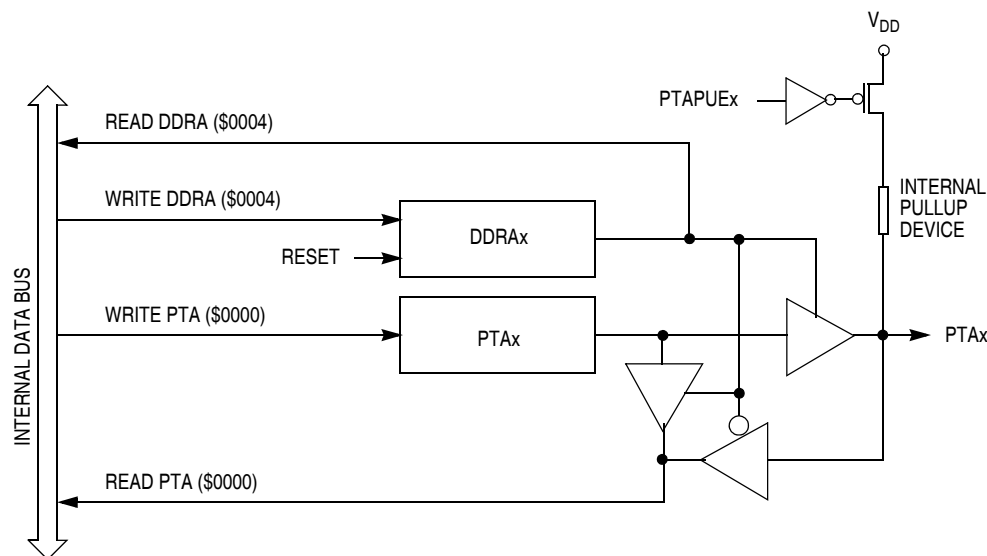 VDD
PTAPUEx
READ DDRA ($0004)
INTERNAL
PULLUP
DEVICE
WRITE DDRA ($0004)
DDRAx
RESET
INTERNAL DATA BUS
WRITE PTA ($0000)
PTAx
PTAx
READ PTA ($0000)